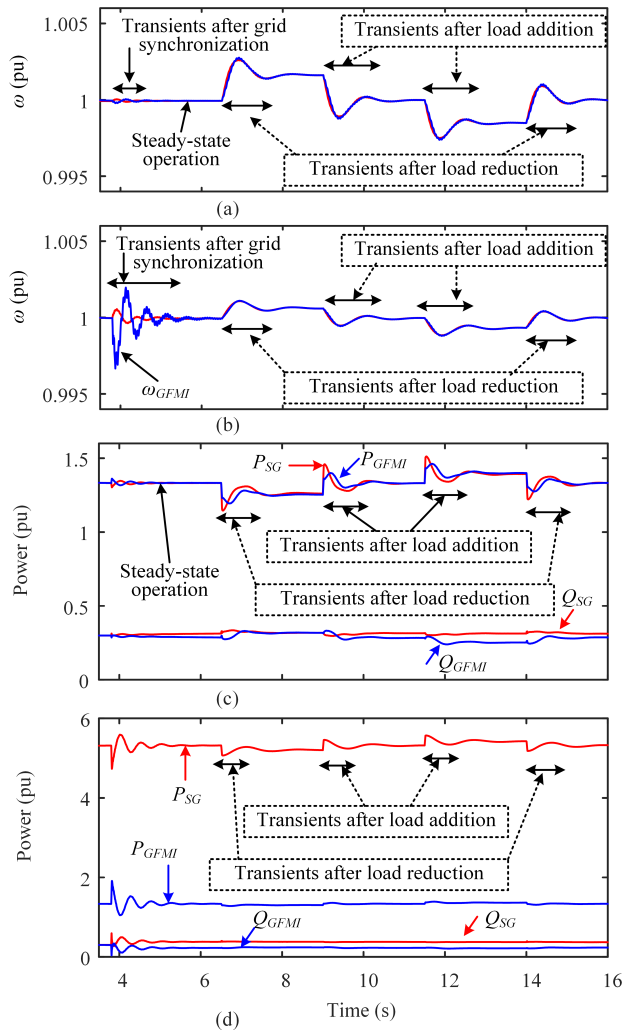 1.005
Transients after grid
synchronization
Transients after load addition
ω (pu)
1
Steady-state
operation
Transients after load reduction
0.995
(a)
1.005
Transients after grid
synchronization
Transients after load addition
ω (pu)
1
ωGFMI
Transients after load reduction
0.995
(b)
1.5
PSG
PGFMI
Power (pu)
1
Transients after load addition
Steady-state
operation
Transients after load reduction
0.5
QSG
QGFMI
0
(c)
6
PSG
Power (pu)
4
Transients after load addition
PGFMI
Transients after load reduction
2
QGFMI
QSG
0
4 6 8 10 12 14 16
Time (s)
(d)